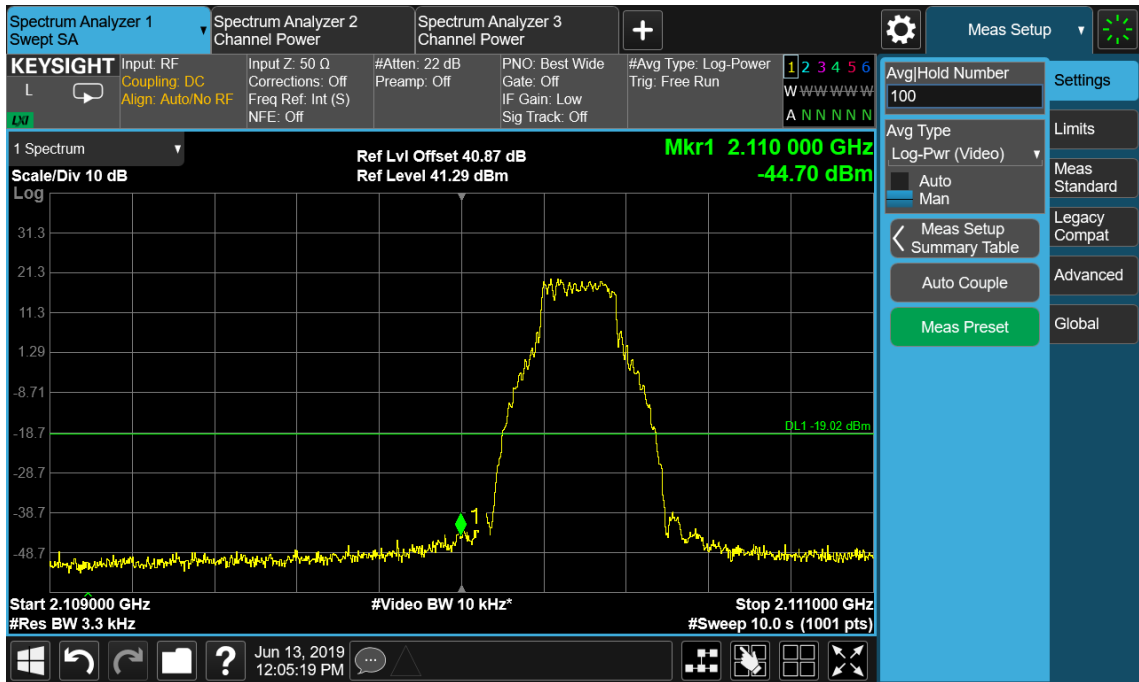 Spectrum Analyzer 1
Swept SA
Spectrum Analyzer 2
Channel Power
Spectrum Analyzer 3
Channel Power
+
Meas Setup
KEYSIGHT
L
LXI
Input: RF
Coupling: DC
Align: Auto/No RF
Input Z: 50 Ω
Corrections: Off
Freq Ref: Int (S)
NFE: Off
#Atten: 22 dB
Preamp: Off
PNO: Best Wide
Gate: Off
IF Gain: Low
Sig Track: Off
#Avg Type: Log-Power
Trig: Free Run
1 2 3 4 5 6
W W W W W W
A N N N N N
1 Spectrum
Scale/Div 10 dB
Ref Lvl Offset 40.87 dB
Ref Level 41.29 dBm
Mkr1 2.110 000 GHz
-44.70 dBm
Log
31.3
21.3
11.3
1.29
-8.71
-18.7
-28.7
-38.7
-48.7
DL1 -19.02 dBm
1
Start 2.109000 GHz
#Res BW 3.3 kHz
#Video BW 10 kHz*
Stop 2.111000 GHz
#Sweep 10.0 s (1001 pts)
Avg|Hold Number
100
Avg Type
Log-Pwr (Video)
Auto
Man
Meas Setup
Summary Table
Auto Couple
Meas Preset
Settings
Limits
Meas
Standard
Legacy
Compat
Advanced
Global
?
Jun 13, 2019
12:05:19 PM